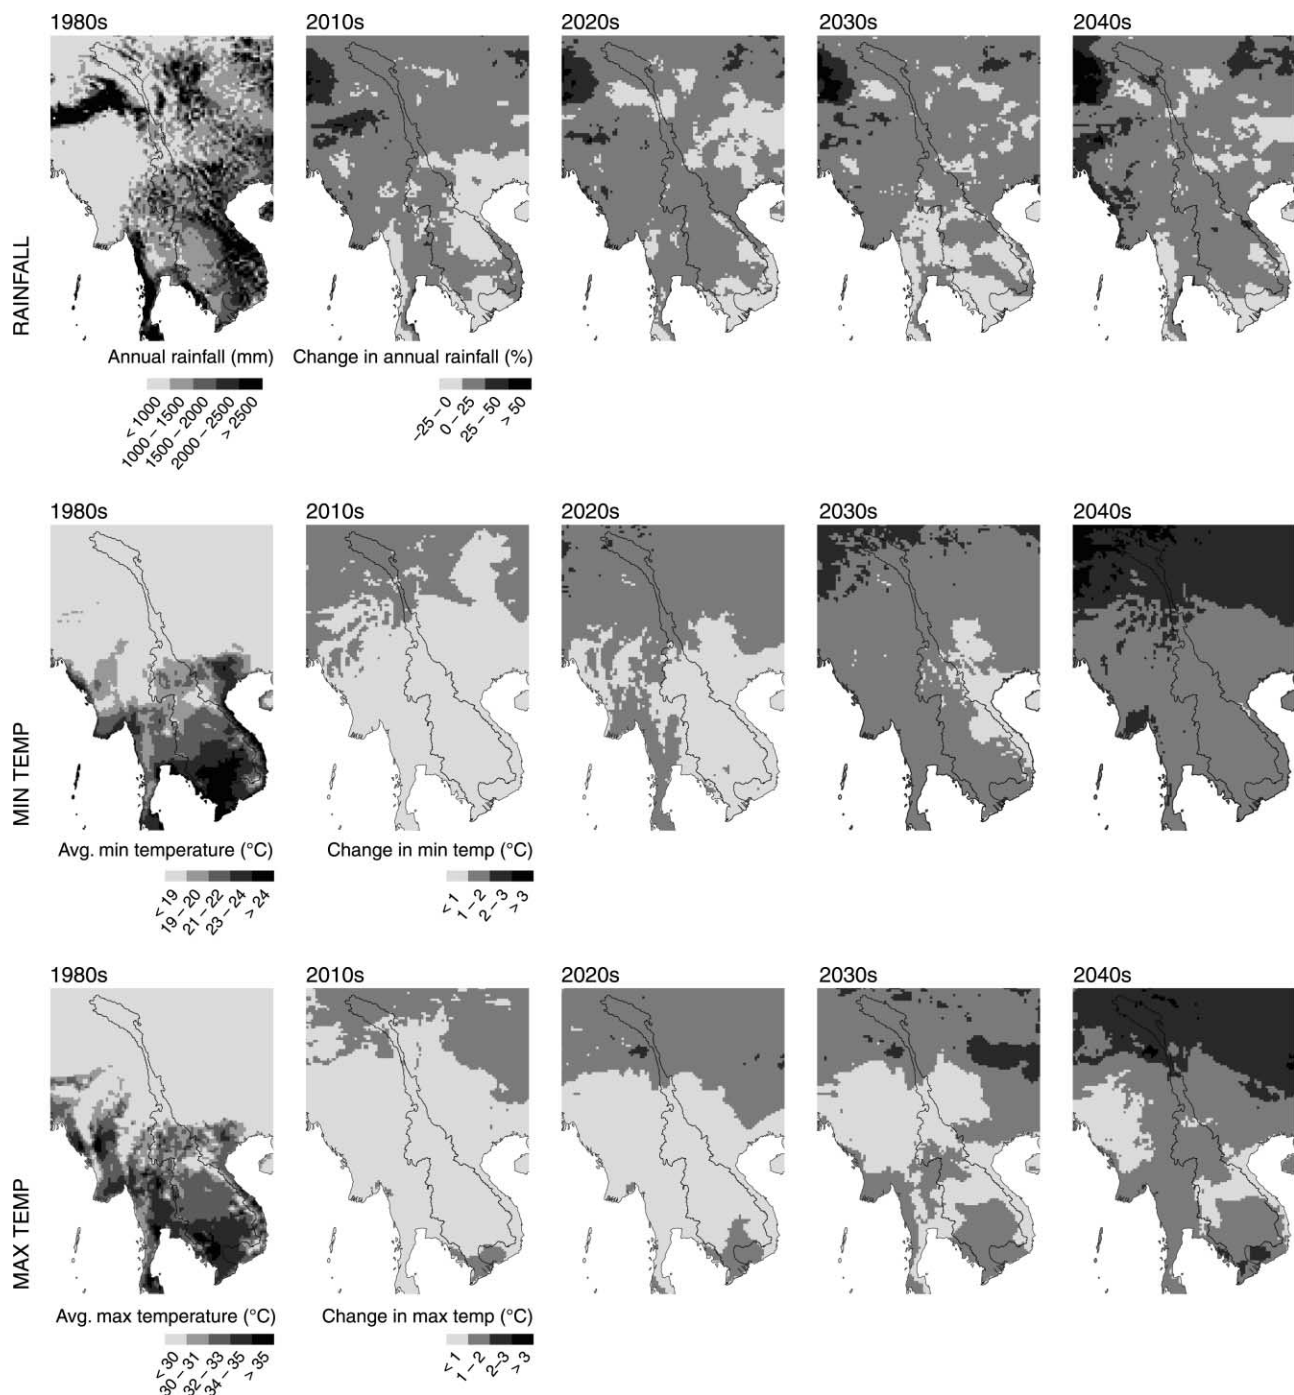 1980s
2010s
2020s
2030s
2040s
RAINFALL
Annual rainfall (mm)
< 1000
1000 – 1500
1500 – 2000
2000 – 2500
> 2500
Change in annual rainfall (%)
–25 – 0
0 – 25
25 – 50
> 50
1980s
2010s
2020s
2030s
2040s
MIN TEMP
Avg. min temperature (°C)
< 19
19 – 20
21 – 22
23 – 24
> 24
Change in min temp (°C)
< 1
1 – 2
2 – 3
> 3
1980s
2010s
2020s
2030s
2040s
MAX TEMP
Avg. max temperature (°C)
< 30
30 – 31
32 – 33
34 – 35
> 35
Change in max temp (°C)
< 1
1 – 2
2–3
> 3